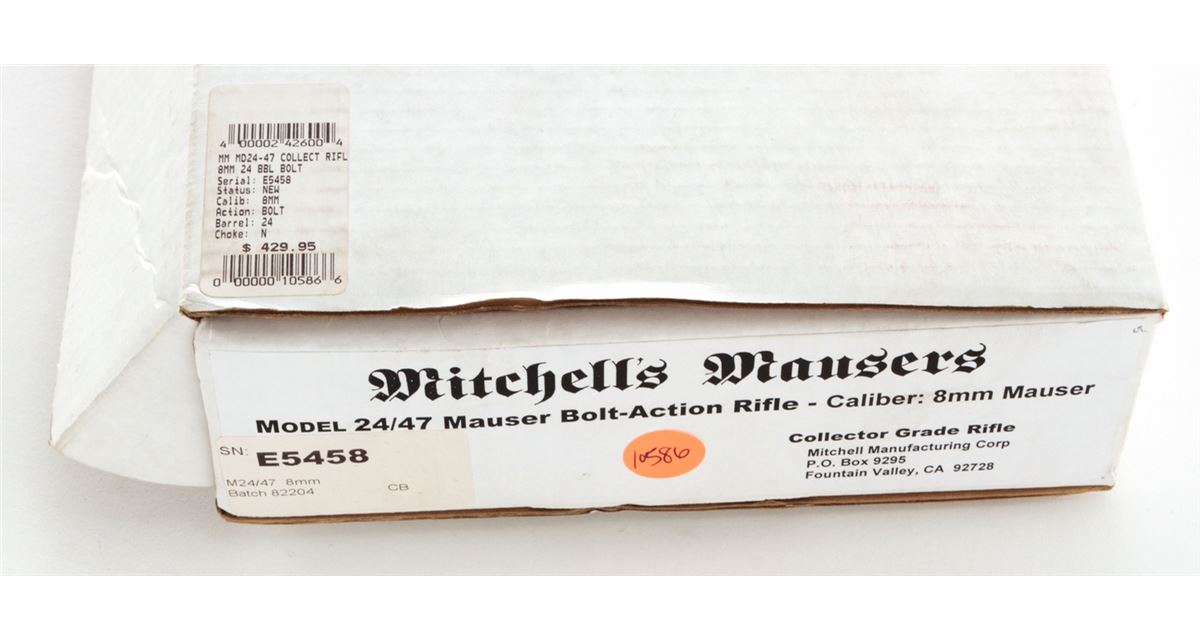 4 00002 42600 4
MM MD24-47 COLLECT RIFL
8MM 24 BBL BOLT
Serial: E5458
Status: NEW
Calib: 8MM
Action: BOLT
Barrel: 24
Choke: N
$ 429.95
0 00000 10586 6
Mitchell's Mausers
MODEL 24/47 Mauser Bolt-Action Rifle - Caliber: 8mm Mauser
SN: E5458
M24/47 8mm
Batch 82204 CB
10586
Collector Grade Rifle
Mitchell Manufacturing Corp
P.O. Box 9295
Fountain Valley, CA 92728